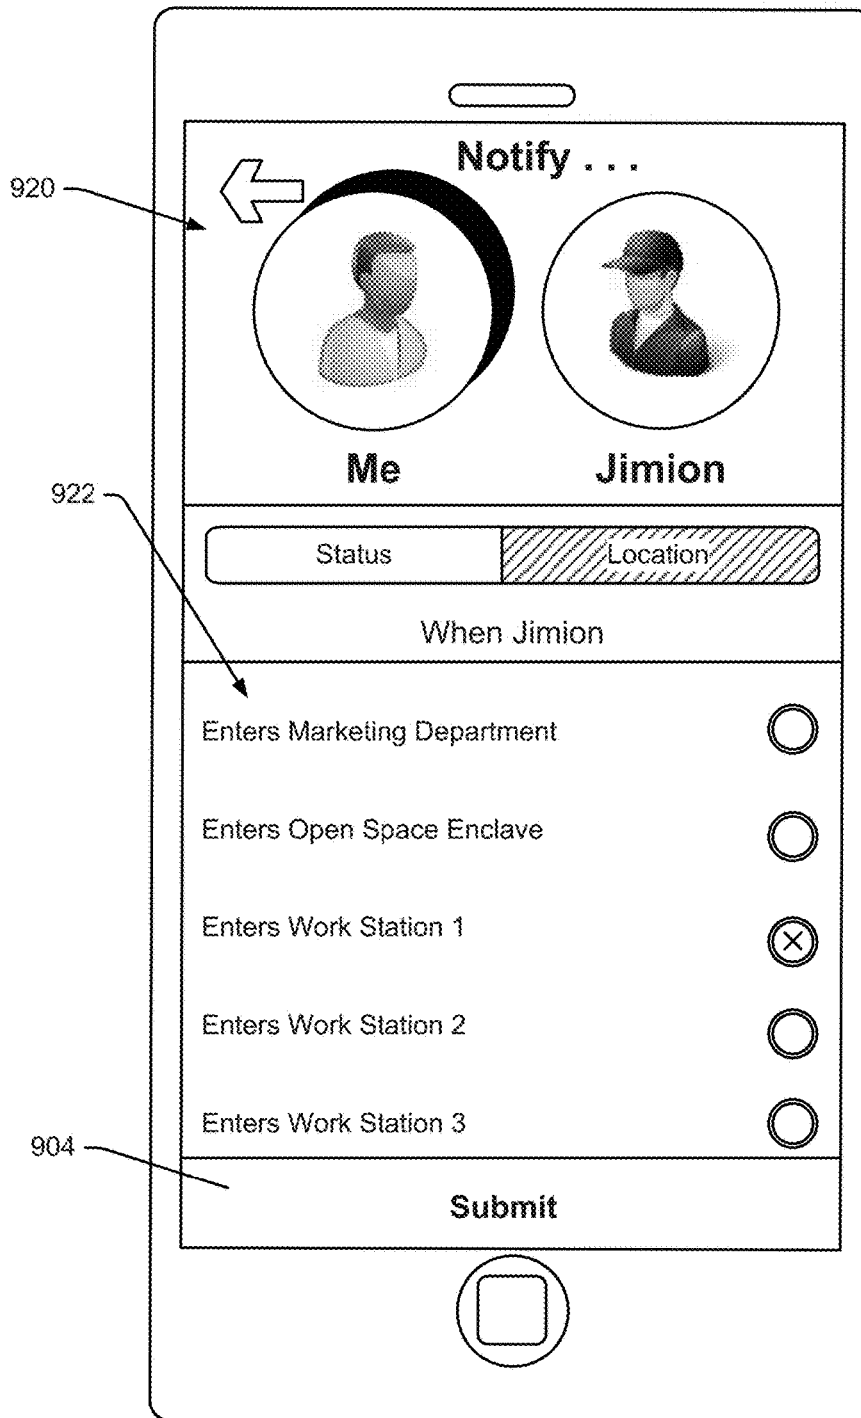 Notify . . .
920
Me
Jimion
922
Status
Location
When Jimion
Enters Marketing Department
Enters Open Space Enclave
Enters Work Station 1
Enters Work Station 2
Enters Work Station 3
904
Submit